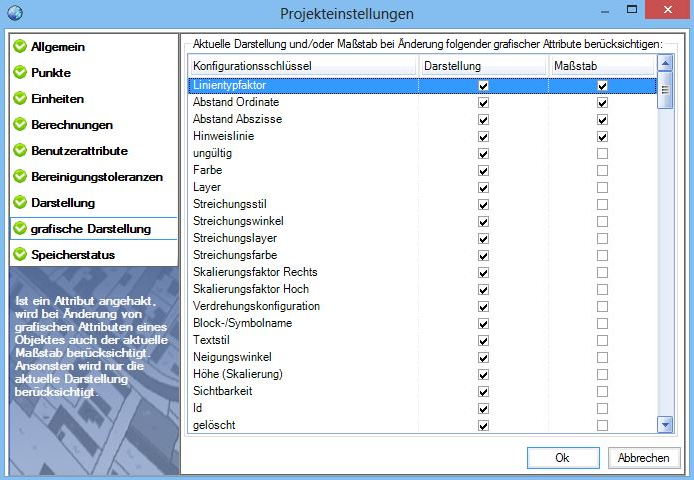 Projekteinstellungen
Allgemein
Punkte
Einheiten
Berechnungen
Benutzerattribute
Bereinigungstoleranzen
Darstellung
grafische Darstellung
Speicherstatus
Ist ein Attribut angehakt,
wird bei Änderung von
grafischen Attributen eines
Objektes auch der aktuelle
Maßstab berücksichtigt.
Ansonsten wird nur die
aktuelle Darstellung
berücksichtigt.
Aktuelle Darstellung und/oder Maßstab bei Änderung folgender grafischer Attribute berücksichtigen:
Konfigurationsschlüssel Darstellung Maßstab
Linientypfaktor
Abstand Ordinate
Abstand Abszisse
Hinweislinie
ungültig
Farbe
Layer
Streichungsstil
Streichungswinkel
Streichungslayer
Streichungsfarbe
Skalierungsfaktor Rechts
Skalierungsfaktor Hoch
Verdrehungskonfiguration
Block-/Symbolname
Textstil
Neigungswinkel
Höhe (Skalierung)
Sichtbarkeit
Id
gelöscht
Ok Abbrechen